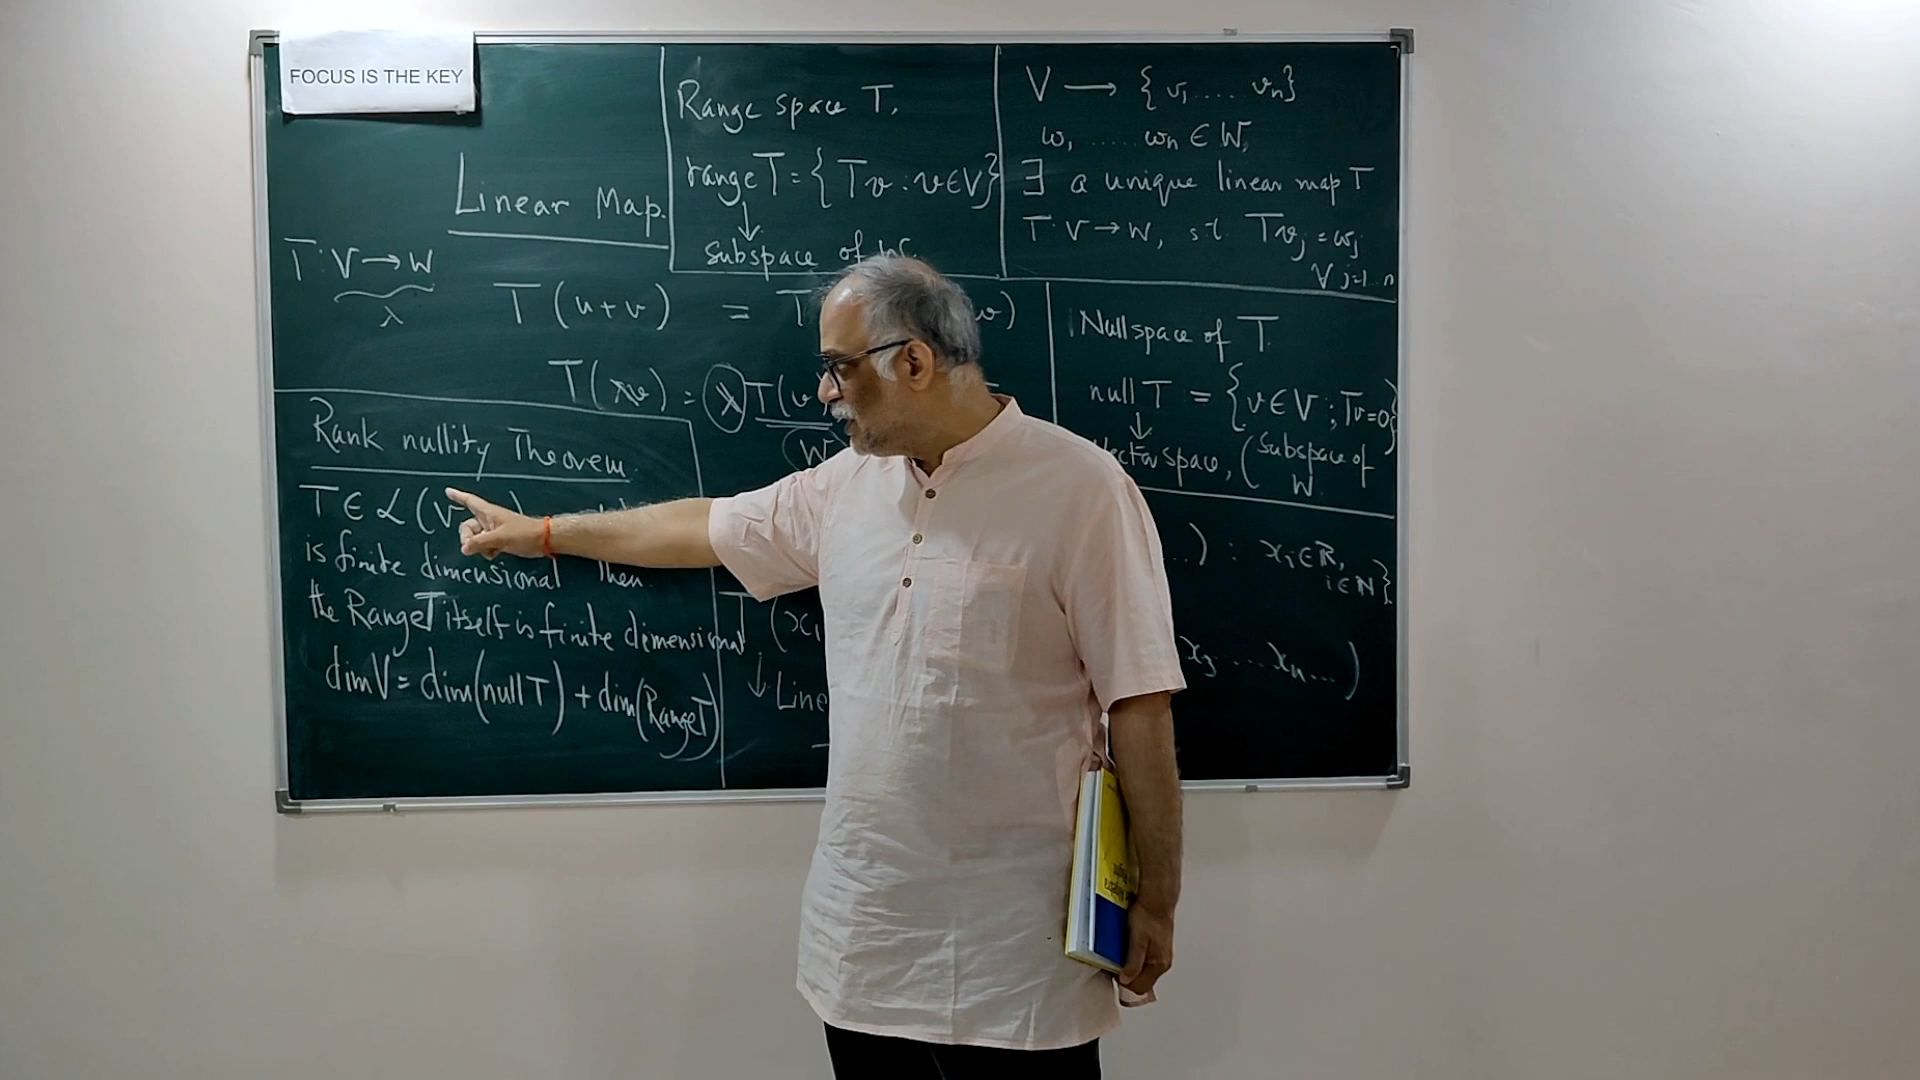 FOCUS IS THE KEY
Linear Map.
T: V → W
λ
T(u+v) = T
T(λv) = λ T(v)
W
Range space T,
range T = { Tv : v ∈ V}
↓
Subspace of W.
V → { v₁ .... vₙ}
w₁ ..... wₙ ∈ W,
∃ a unique linear map T
T: V → W, s.t. Tvⱼ = wⱼ
∀ j=1...n
Null space of T
null T = { v ∈ V ; Tv=0}
↓
Vector space, ( Subspace of
W
Rank nullity Theorem
T ∈ L(V
is finite dimensional Then
the Range T itself is finite dimensional
dim V = dim(null T) + dim(Range T)
...) : xᵢ ∈ R,
i ∈ N}
T (x₁
x₃ .... xₙ ...)
↓ Line